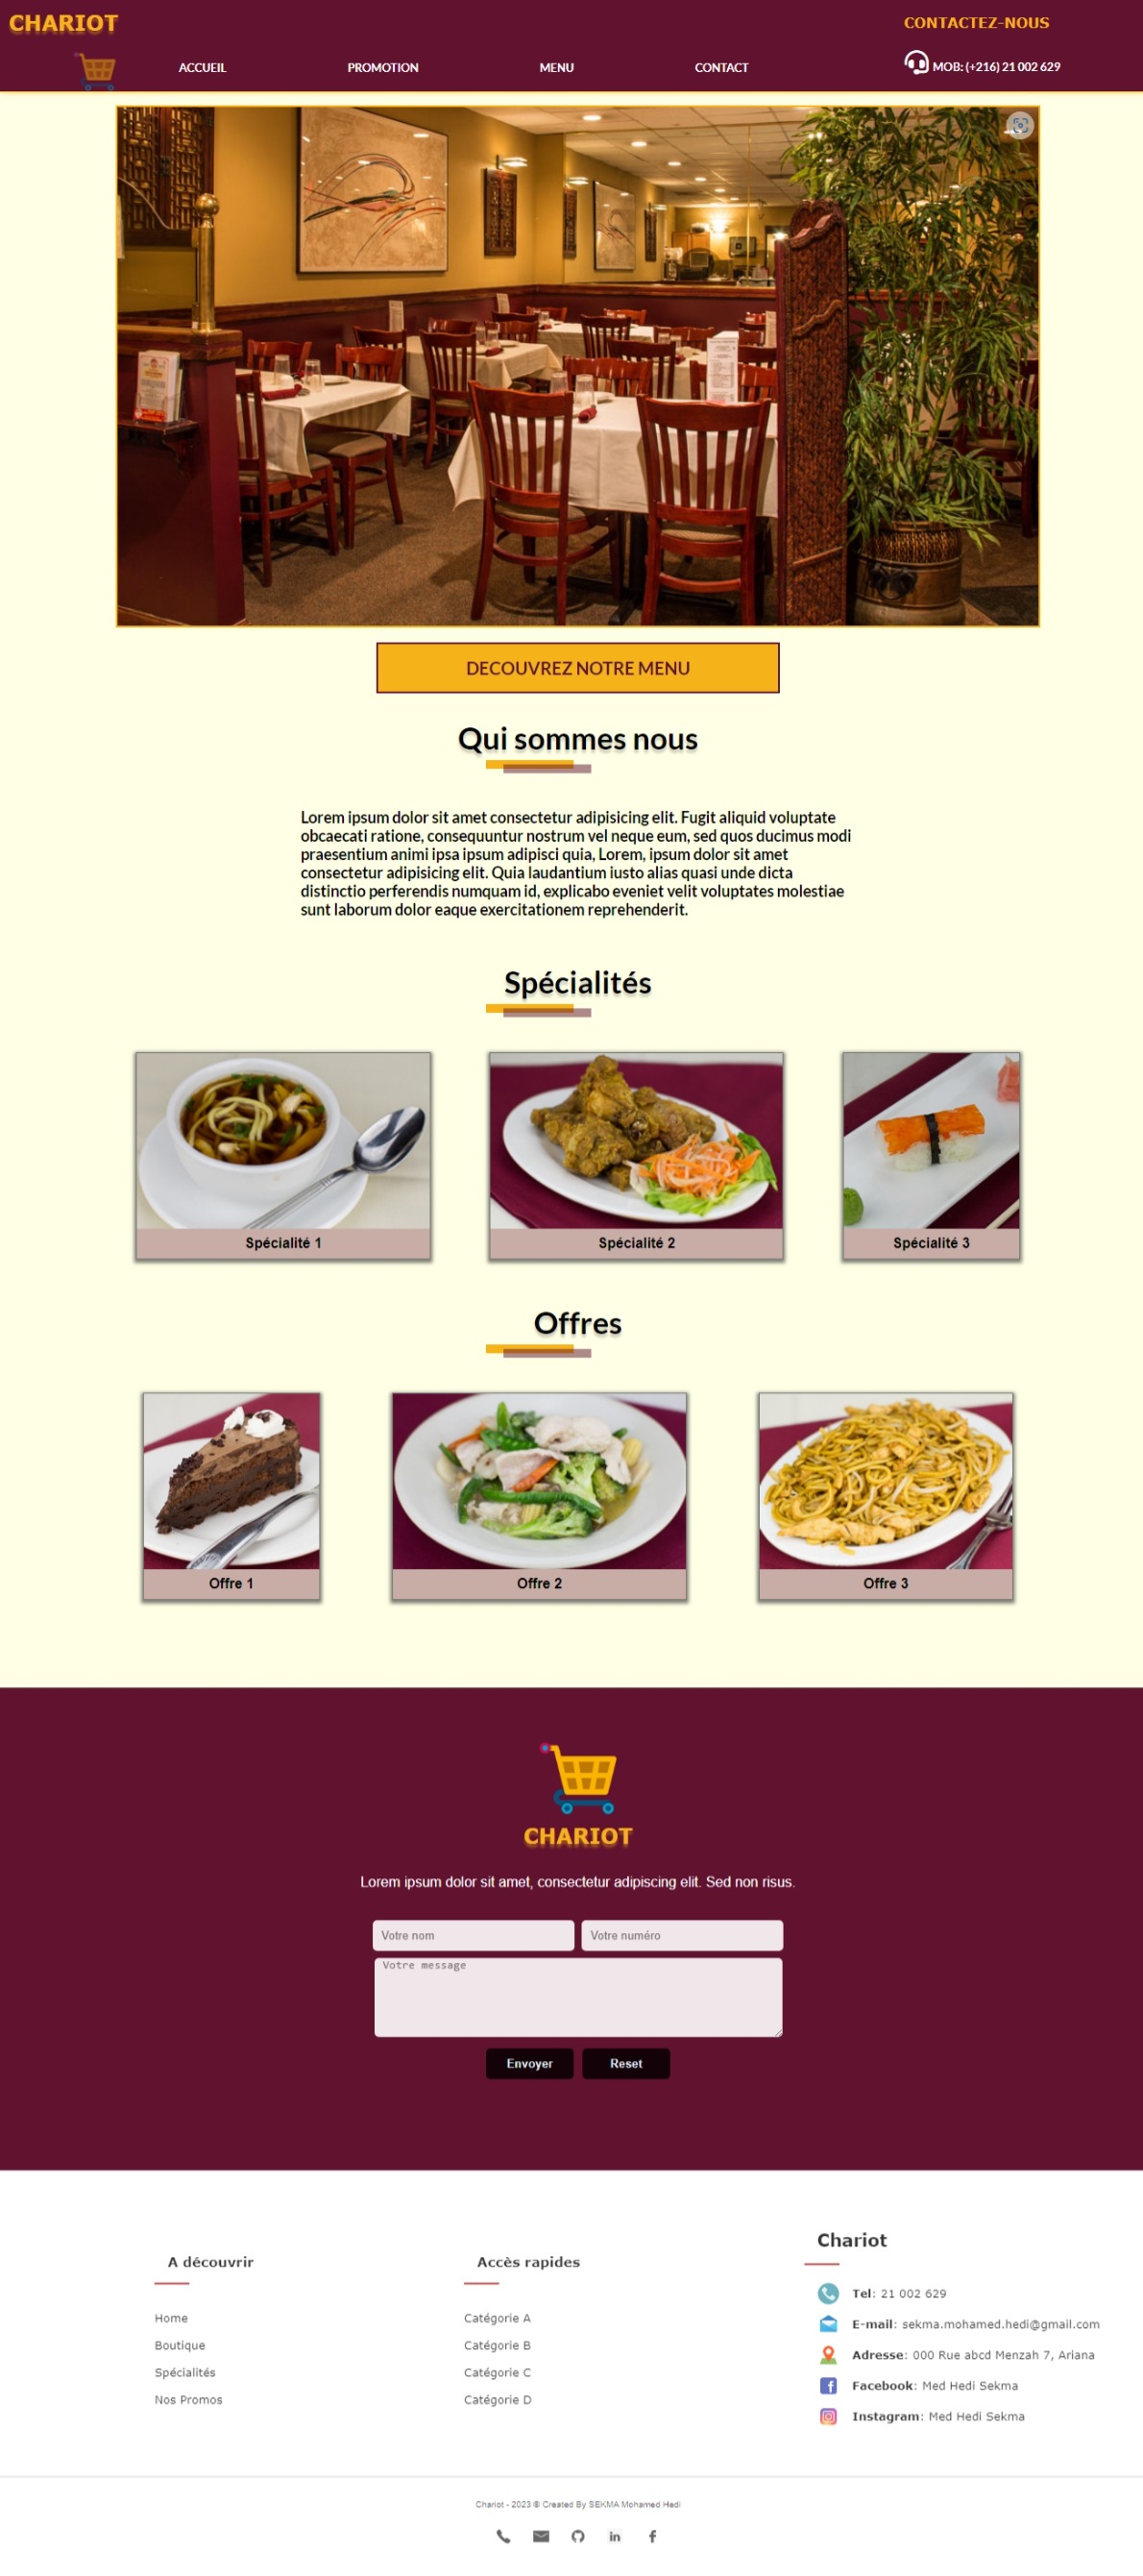 CHARIOT
CONTACTEZ-NOUS
ACCUEIL PROMOTION MENU CONTACT MOB: (+216) 21 002 629
DECOUVREZ NOTRE MENU
Qui sommes nous
Lorem ipsum dolor sit amet consectetur adipisicing elit. Fugit aliquid voluptate
obcaecati ratione, consequuntur nostrum vel neque eum, sed quos ducimus modi
praesentium animi ipsa ipsum adipisci quia, Lorem, ipsum dolor sit amet
consectetur adipisicing elit. Quia laudantium iusto alias quasi unde dicta
distinctio perferendis numquam id, explicabo eveniet velit voluptates molestiae
sunt laborum dolor eaque exercitationem reprehenderit.
Spécialités
Spécialité 1 Spécialité 2 Spécialité 3
Offres
Offre 1 Offre 2 Offre 3
CHARIOT
Lorem ipsum dolor sit amet, consectetur adipiscing elit. Sed non risus.
Votre nom Votre numéro
Votre message
Envoyer Reset
A découvrir
Home
Boutique
Spécialités
Nos Promos
Accès rapides
Catégorie A
Catégorie B
Catégorie C
Catégorie D
Chariot
Tel: 21 002 629
E-mail: sekma.mohamed.hedi@gmail.com
Adresse: 000 Rue abcd Menzah 7, Ariana
Facebook: Med Hedi Sekma
Instagram: Med Hedi Sekma
Chariot - 2023 © Created By SEKMA Mohamed Hedi